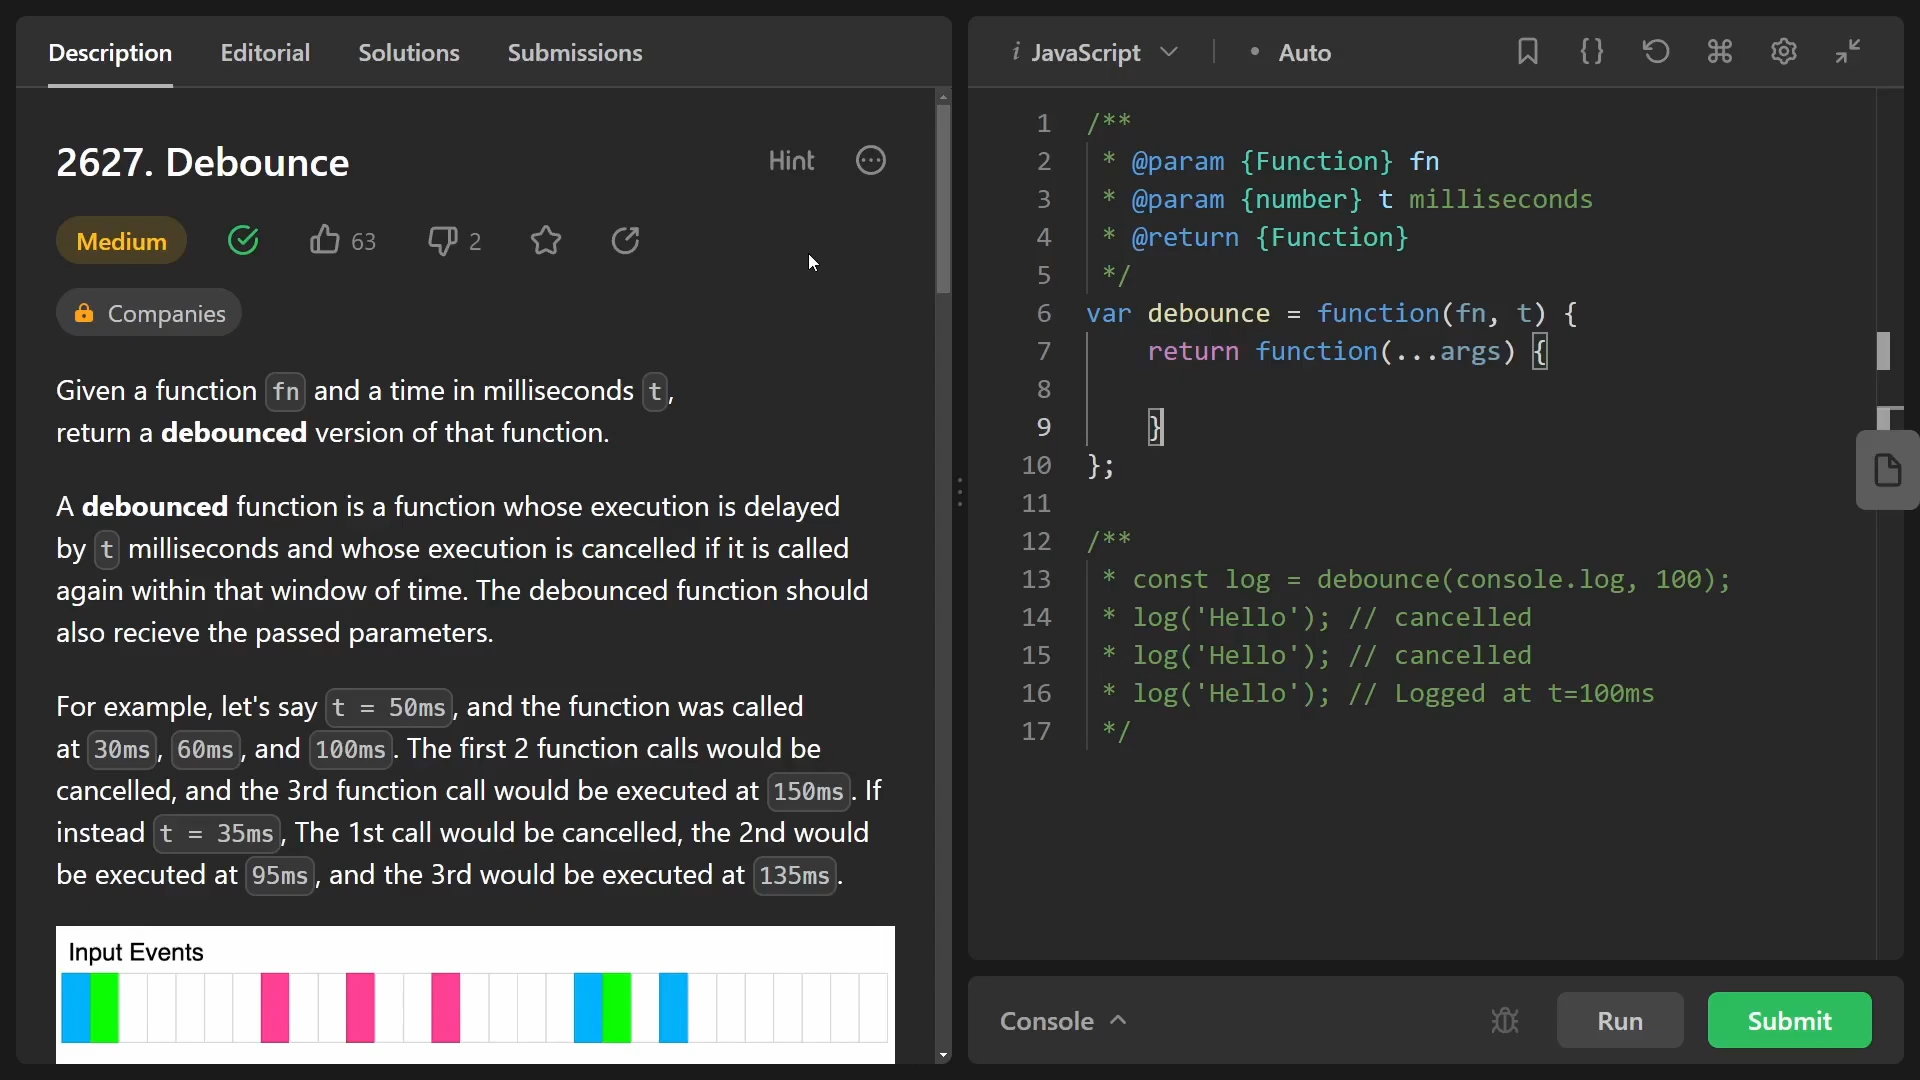 Description Editorial Solutions Submissions
2627. Debounce Hint
Medium 63 2
Companies
Given a function fn and a time in milliseconds t,
return a debounced version of that function.
A debounced function is a function whose execution is delayed
by t milliseconds and whose execution is cancelled if it is called
again within that window of time. The debounced function should
also recieve the passed parameters.
For example, let's say t = 50ms, and the function was called
at 30ms, 60ms, and 100ms. The first 2 function calls would be
cancelled, and the 3rd function call would be executed at 150ms. If
instead t = 35ms, The 1st call would be cancelled, the 2nd would
be executed at 95ms, and the 3rd would be executed at 135ms.
Input Events
i JavaScript • Auto
1 /**
2 * @param {Function} fn
3 * @param {number} t milliseconds
4 * @return {Function}
5 */
6 var debounce = function(fn, t) {
7 return function(...args) {
8
9 }
10 };
11
12 /**
13 * const log = debounce(console.log, 100);
14 * log('Hello'); // cancelled
15 * log('Hello'); // cancelled
16 * log('Hello'); // Logged at t=100ms
17 */
Console Run Submit